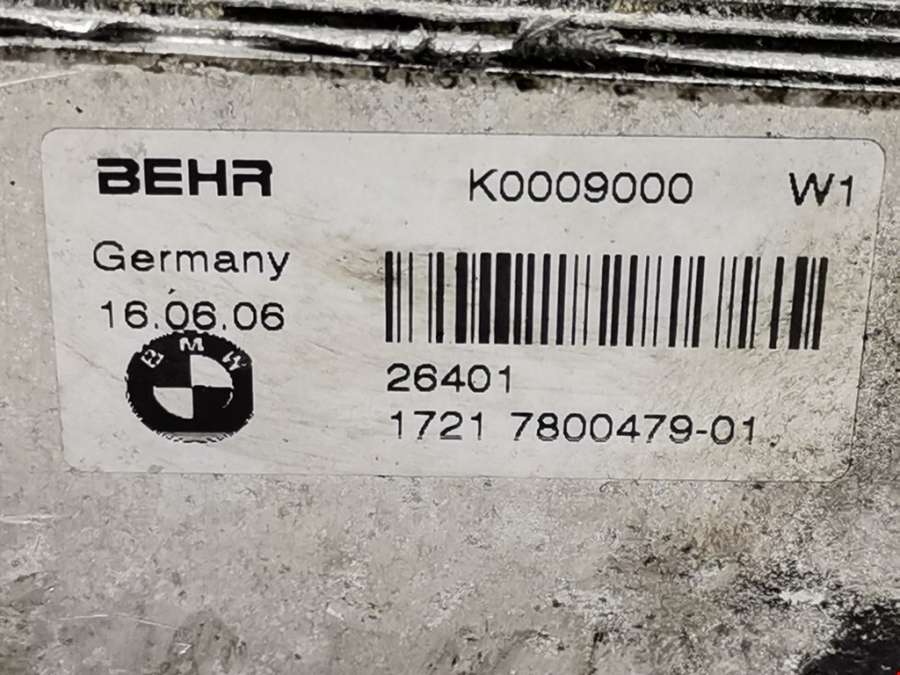 BEHR K0009000 W1
Germany
16.06.06
BMW
26401
1721 7800479-01